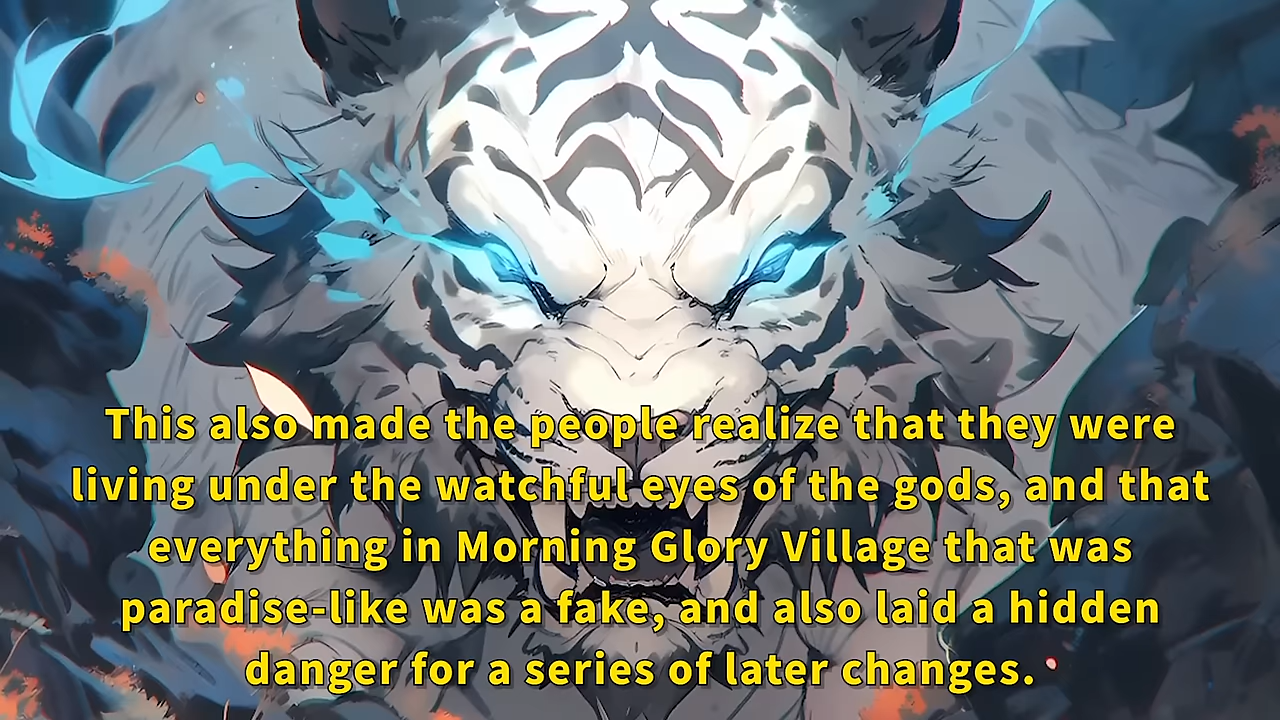 This also made the people realize that they were
living under the watchful eyes of the gods, and that
everything in Morning Glory Village that was
paradise-like was a fake, and also laid a hidden
danger for a series of later changes.